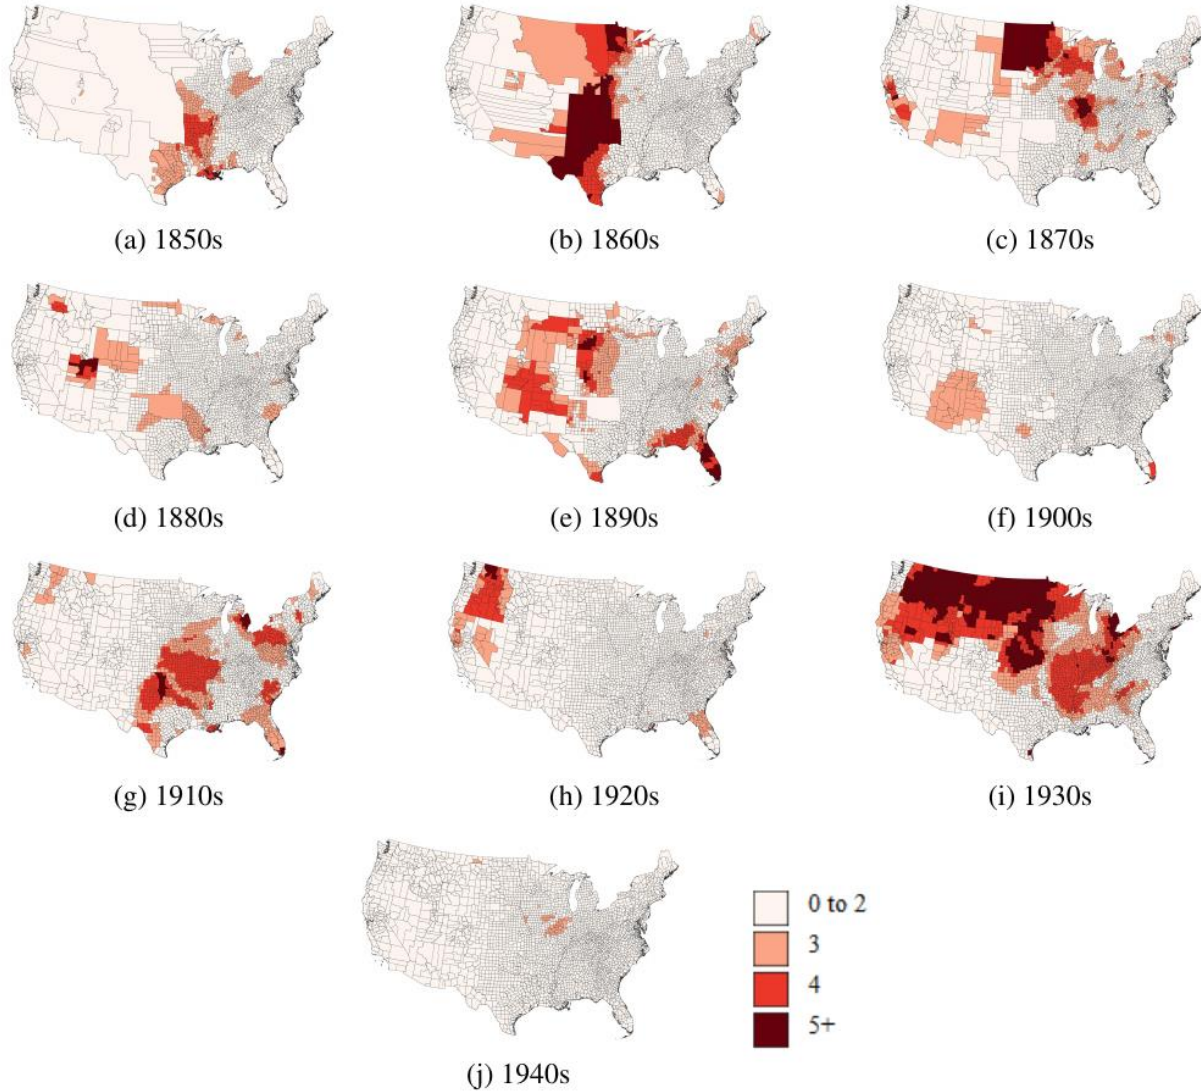 (a) 1850s
(b) 1860s
(c) 1870s
(d) 1880s
(e) 1890s
(f) 1900s
(g) 1910s
(h) 1920s
(i) 1930s
(j) 1940s
0 to 2
3
4
5+